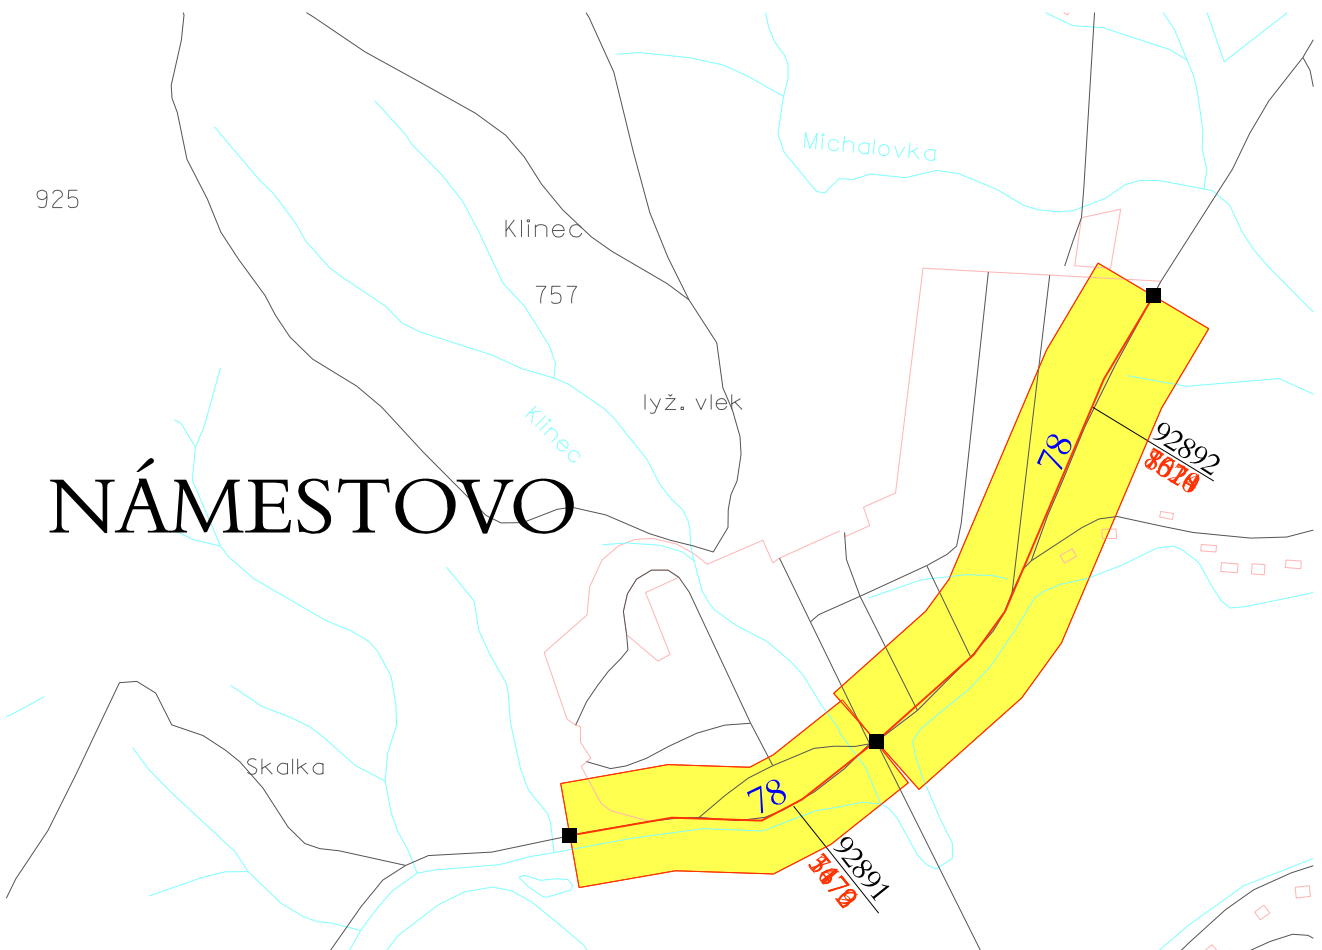 Michalovka
925
Klinec
757
lyž. vlek
Klinec
78
92892
NÁMESTOVO
Skalka
78
92891